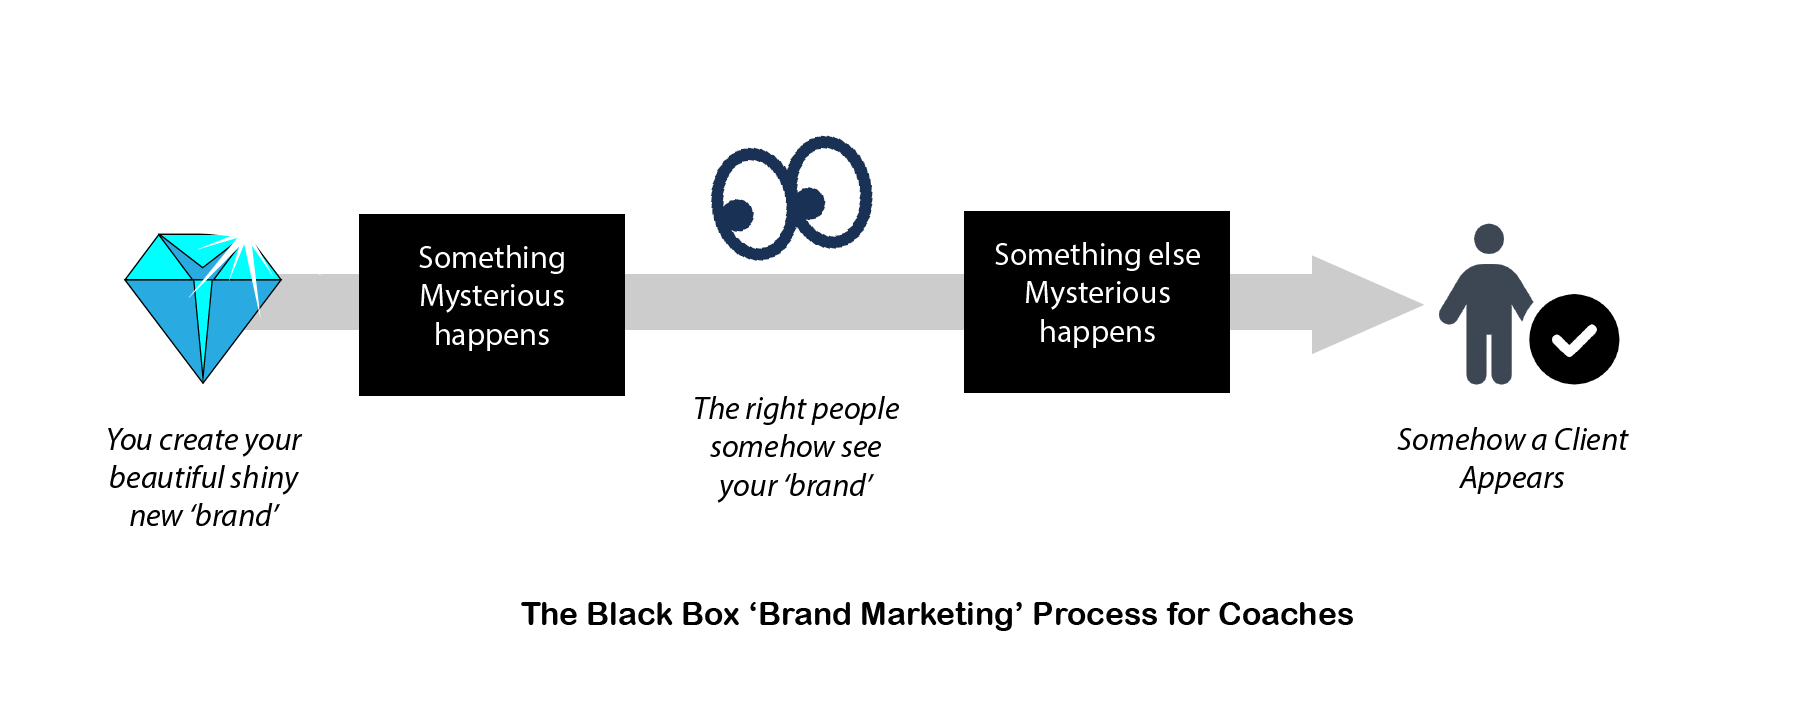 Something
Mysterious
happens
Something else
Mysterious
happens
You create your
beautiful shiny
new ‘brand’
The right people
somehow see
your ‘brand’
Somehow a Client
Appears
The Black Box ‘Brand Marketing’ Process for Coaches